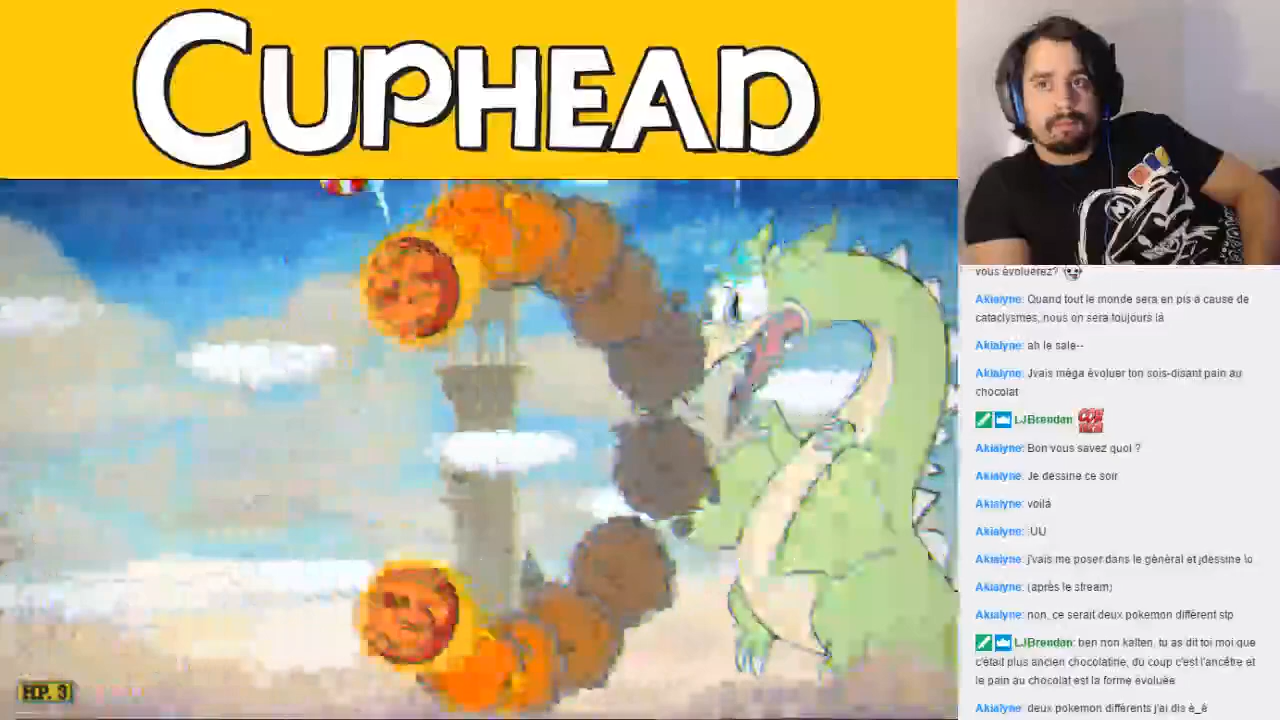 CUPHEAD
HP. 3
vous évoluerez?
Akialyne: Quand tout le monde sera en pls à cause de
cataclysmes, nous on sera toujours là
Akialyne: ah le sale--
Akialyne: Jvais méga évoluer ton sois-disant pain au
chocolat
LJBrendan
Akialyne: Bon vous savez quoi ?
Akialyne: Je dessine ce soir
Akialyne: voilà
Akialyne: :UU
Akialyne: j'vais me poser dans le général et jdessine \o
Akialyne: (après le stream)
Akialyne: non, ce serait deux pokemon différent stp
LJBrendan: ben non kalten, tu as dit toi moi que
c'était plus ancien chocolatine, du coup c'est l'ancêtre et
le pain au chocolat est la forme évoluée
Akialyne: deux pokemon différents j'ai dis è_é